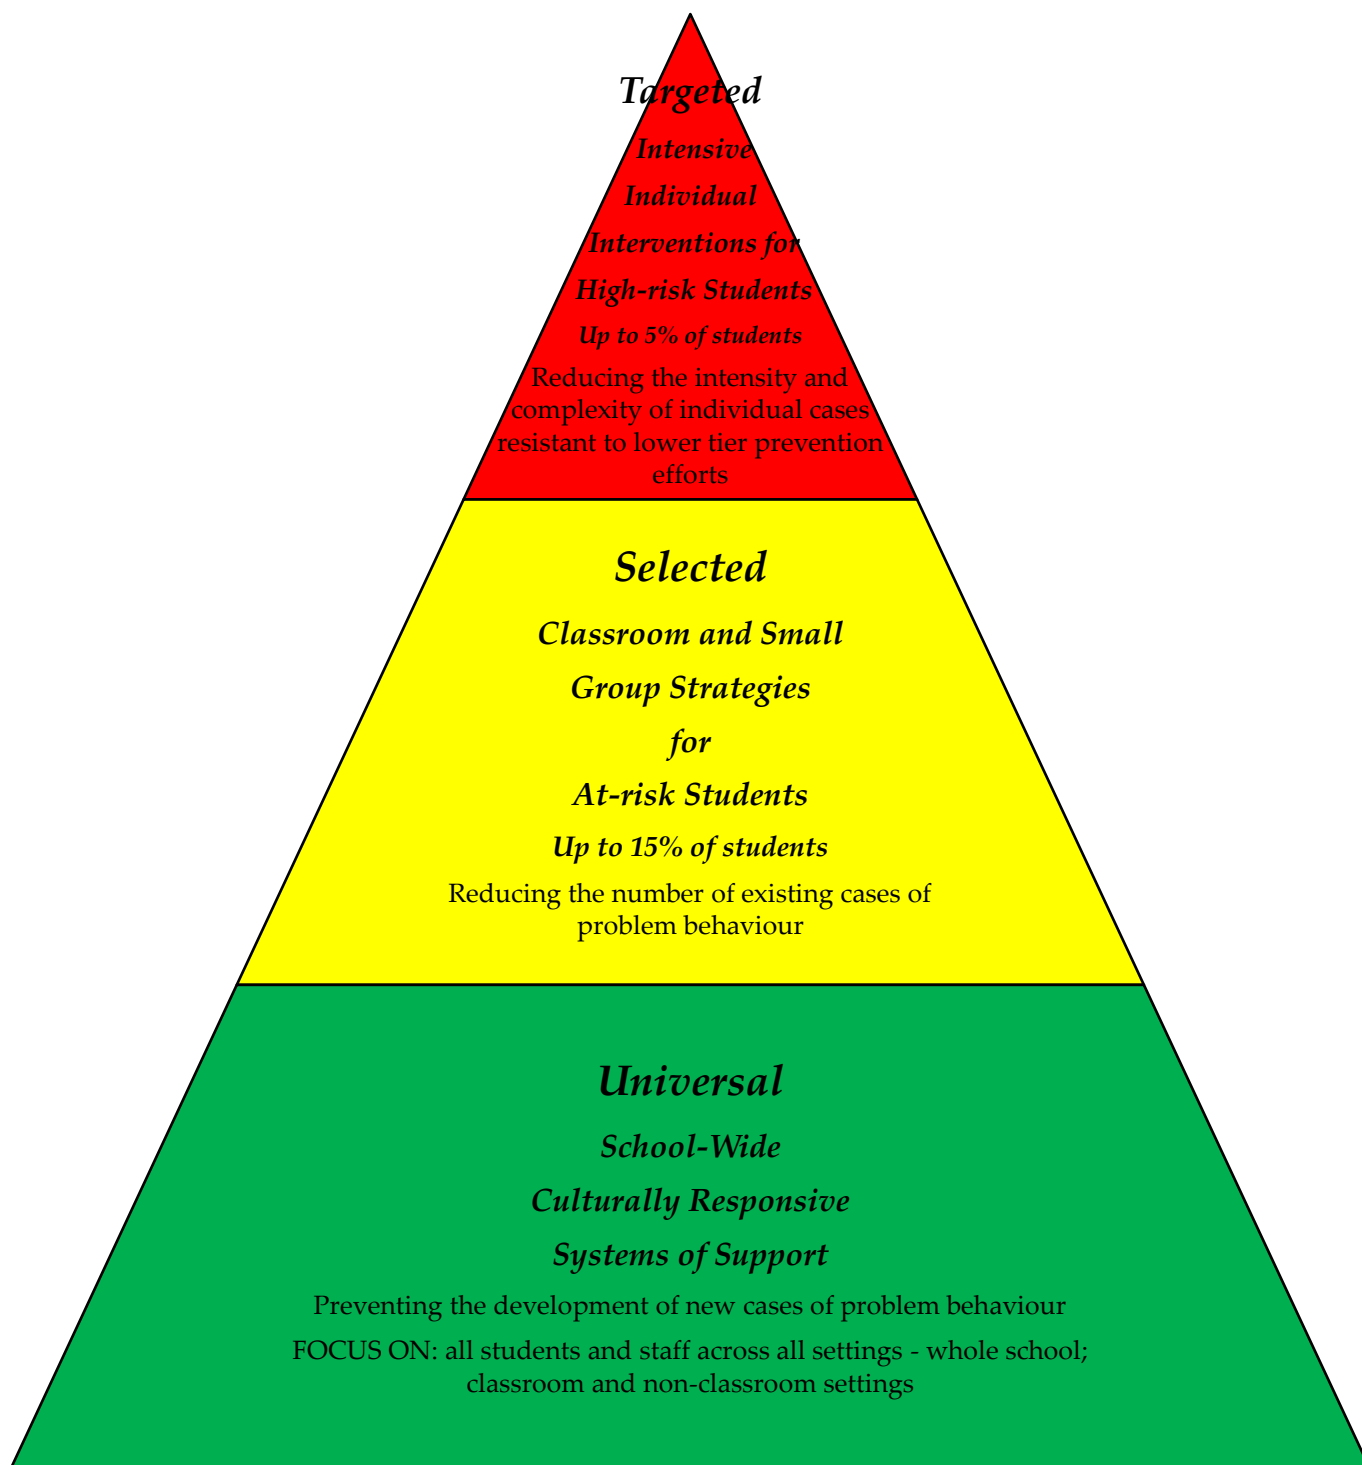 Targeted
Intensive
Individual
Interventions for
High-risk Students
Up to 5% of students
Reducing the intensity and
complexity of individual cases
resistant to lower tier prevention
efforts
Selected
Classroom and Small
Group Strategies
for
At-risk Students
Up to 15% of students
Reducing the number of existing cases of
problem behaviour
Universal
School-Wide
Culturally Responsive
Systems of Support
Preventing the development of new cases of problem behaviour
FOCUS ON: all students and staff across all settings - whole school;
classroom and non-classroom settings